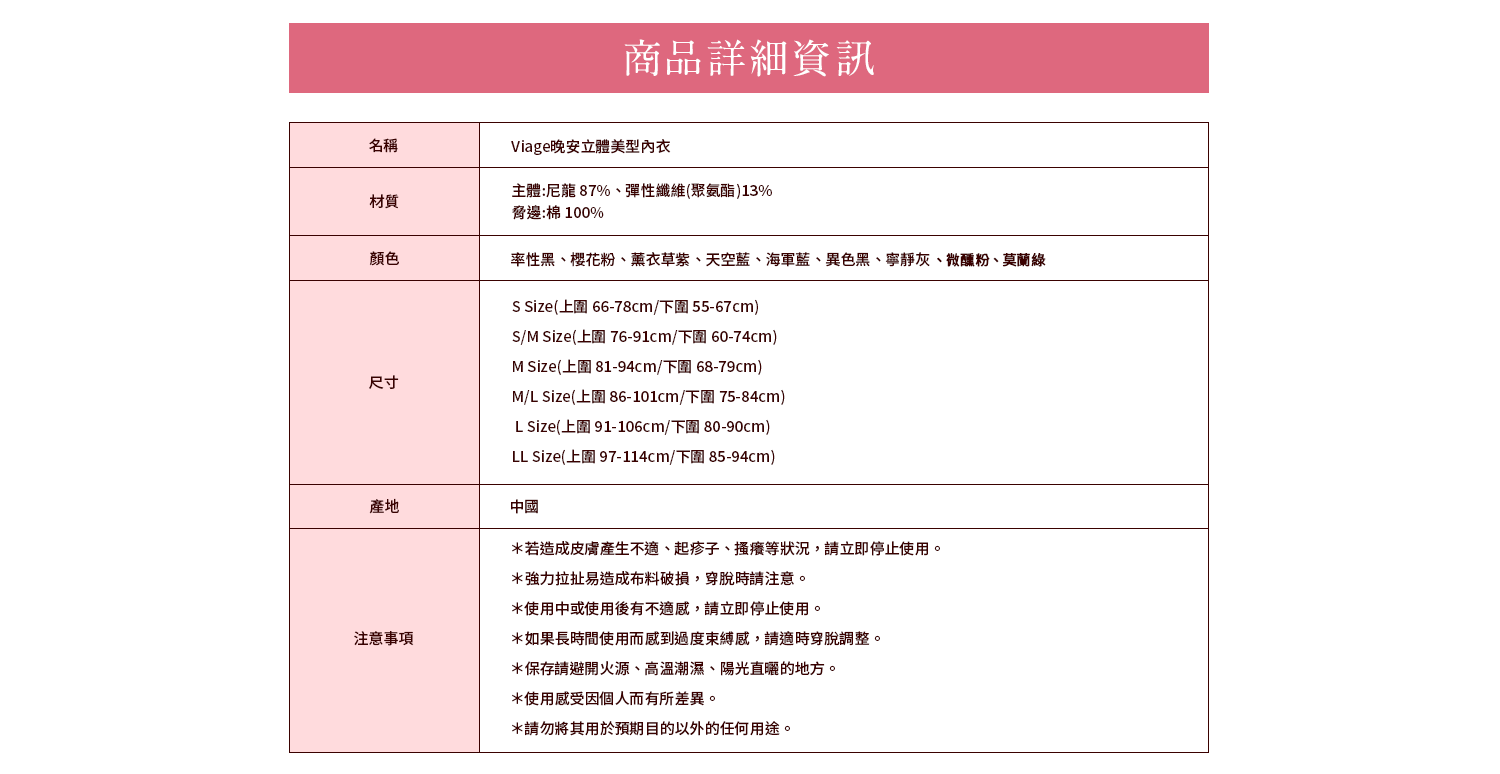 商品詳細資訊
名稱
Viage晚安立體美型內衣
材質
主體:尼龍 87%、彈性纖維(聚氨酯)13%
脅邊:棉 100%
顏色
率性黑、櫻花粉、薰衣草紫、天空藍、海軍藍、異色黑、寧靜灰、微醺粉、莫蘭綠
尺寸
S Size(上圍 66-78cm/下圍 55-67cm)
S/M Size(上圍 76-91cm/下圍 60-74cm)
M Size(上圍 81-94cm/下圍 68-79cm)
M/L Size(上圍 86-101cm/下圍 75-84cm)
L Size(上圍 91-106cm/下圍 80-90cm)
LL Size(上圍 97-114cm/下圍 85-94cm)
產地
中國
注意事項
＊若造成皮膚產生不適、起疹子、搔癢等狀況，請立即停止使用。
＊強力拉扯易造成布料破損，穿脫時請注意。
＊使用中或使用後有不適感，請立即停止使用。
＊如果長時間使用而感到過度束縛感，請適時穿脫調整。
＊保存請避開火源、高溫潮濕、陽光直曬的地方。
＊使用感受因個人而有所差異。
＊請勿將其用於預期目的以外的任何用途。